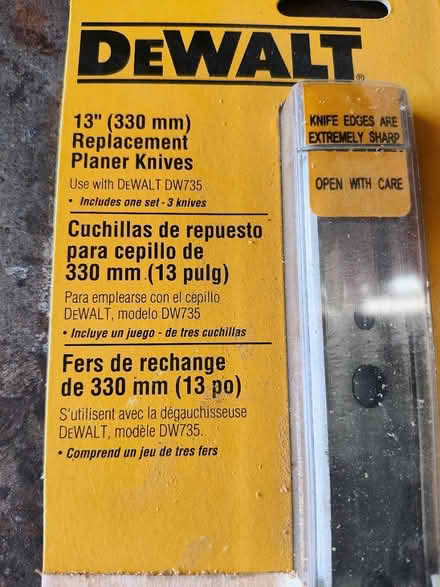 DEWALT®
13" (330 mm)
Replacement
Planer Knives
Use with DEWALT DW735
• Includes one set - 3 knives
Cuchillas de repuesto
para cepillo de
330 mm (13 pulg)
Para emplearse con el cepillo
DEWALT, modelo DW735
• Incluye un juego - de tres cuchillas
Fers de rechange
de 330 mm (13 po)
S'utilisent avec la dégauchisseuse
DEWALT, modèle DW735.
• Comprend un jeu de tres fers
KNIFE EDGES ARE
EXTREMELY SHARP
OPEN WITH CARE